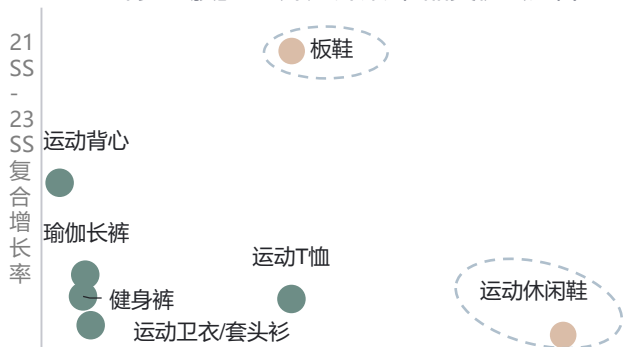 板鞋
21
SS
-
23
SS
复
合
增
长
率
运动背心
瑜伽长裤
运动T恤
健身裤
运动休闲鞋
运动卫衣/套头衫